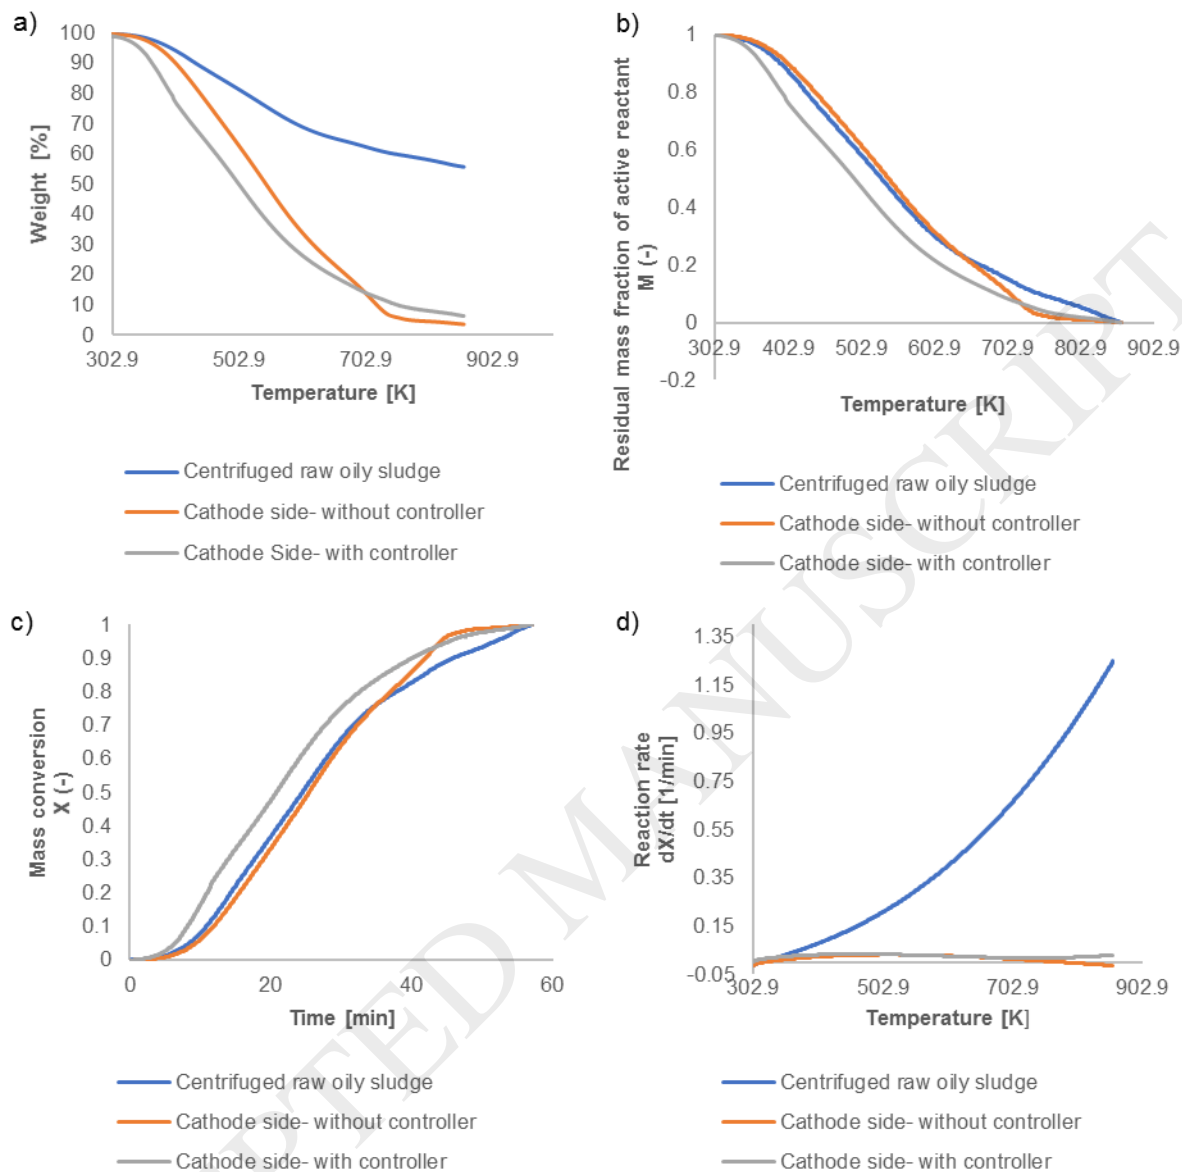 a)
100
90
80
70
60
50
40
30
20
10
0
Weight [%]
302.9 502.9 702.9 902.9
Temperature [K]
Centrifuged raw oily sludge
Cathode side- without controller
Cathode Side- with controller
b)
1
0.8
0.6
0.4
0.2
0
-0.2
Residual mass fraction of active reactant
M (-)
302.9 402.9 502.9 602.9 702.9 802.9 902.9
Temperature [K]
Centrifuged raw oily sludge
Cathode side- without controller
Cathode side- with controller
c)
1
0.9
0.8
0.7
0.6
0.5
0.4
0.3
0.2
0.1
0
Mass conversion
X (-)
0 20 40 60
Time [min]
Centrifuged raw oily sludge
Cathode side- without controller
Cathode side- with controller
d)
1.35
1.15
0.95
0.75
0.55
0.35
0.15
-0.05
Reaction rate
dX/dt [1/min]
302.9 502.9 702.9 902.9
Temperature [K]
Centrifuged raw oily sludge
Cathode side- without controller
Cathode side- with controller
PTED MANUSCRIPT